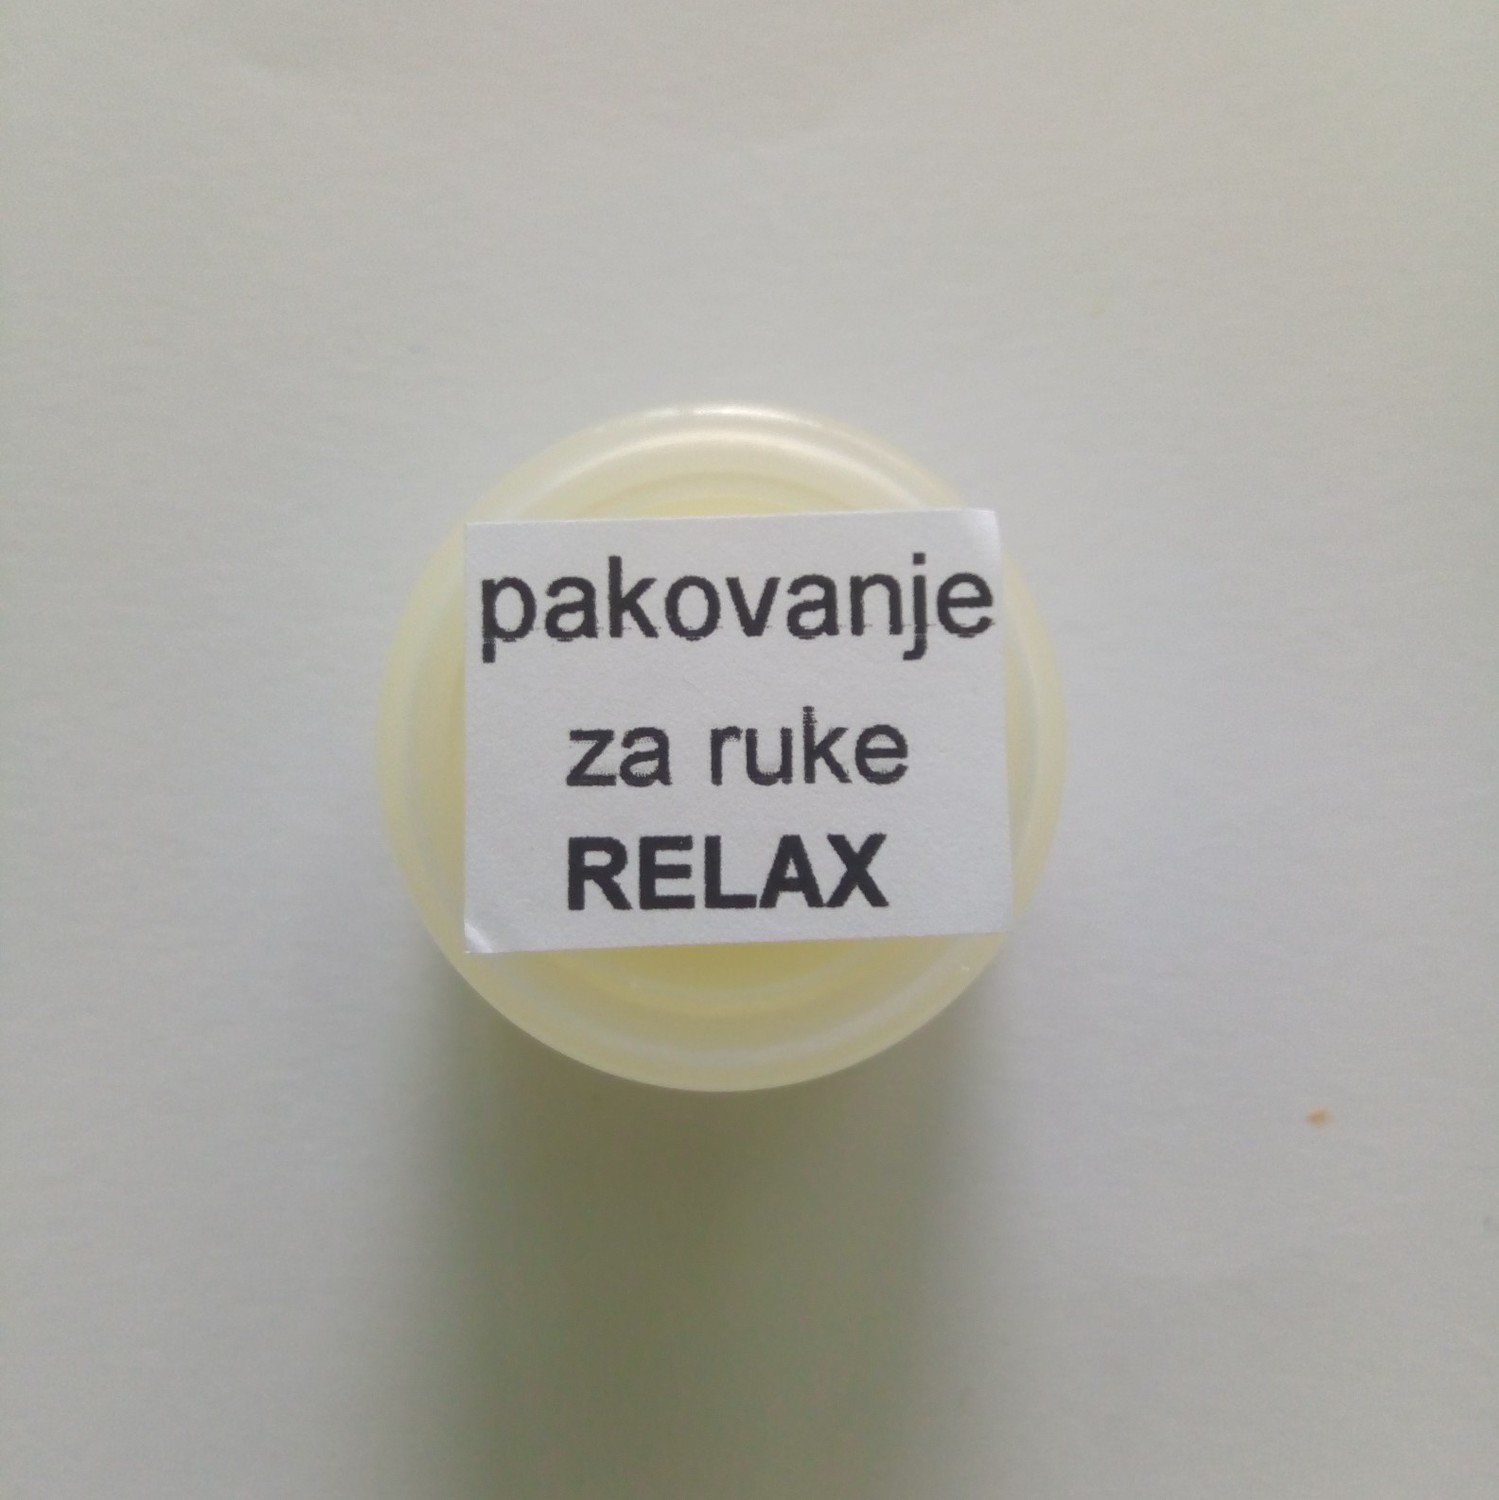 pakovanje
za ruke
RELAX